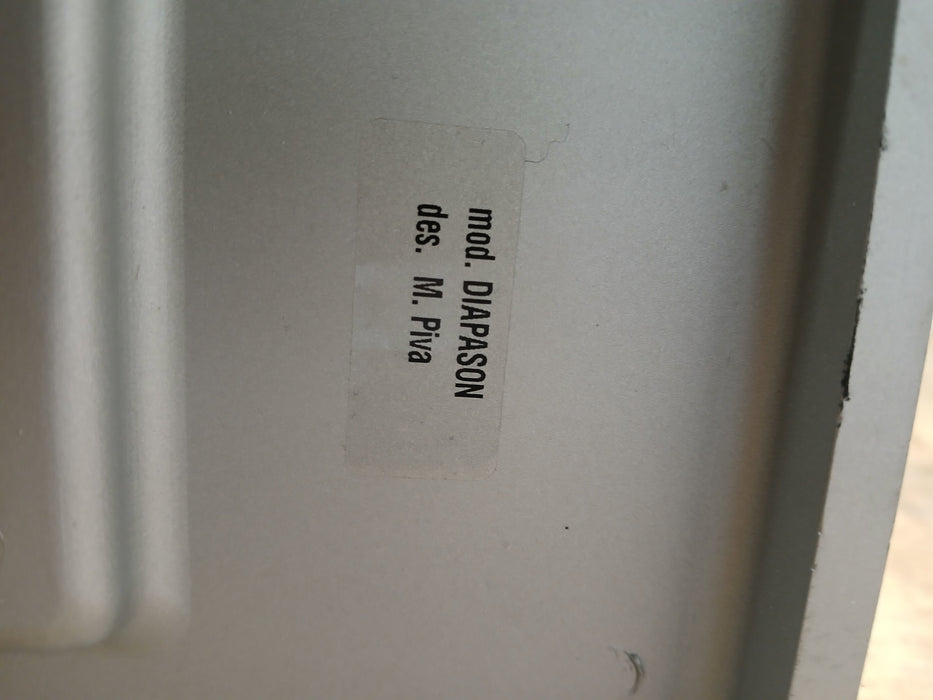 mod. DIAPASON
des. M. Piva